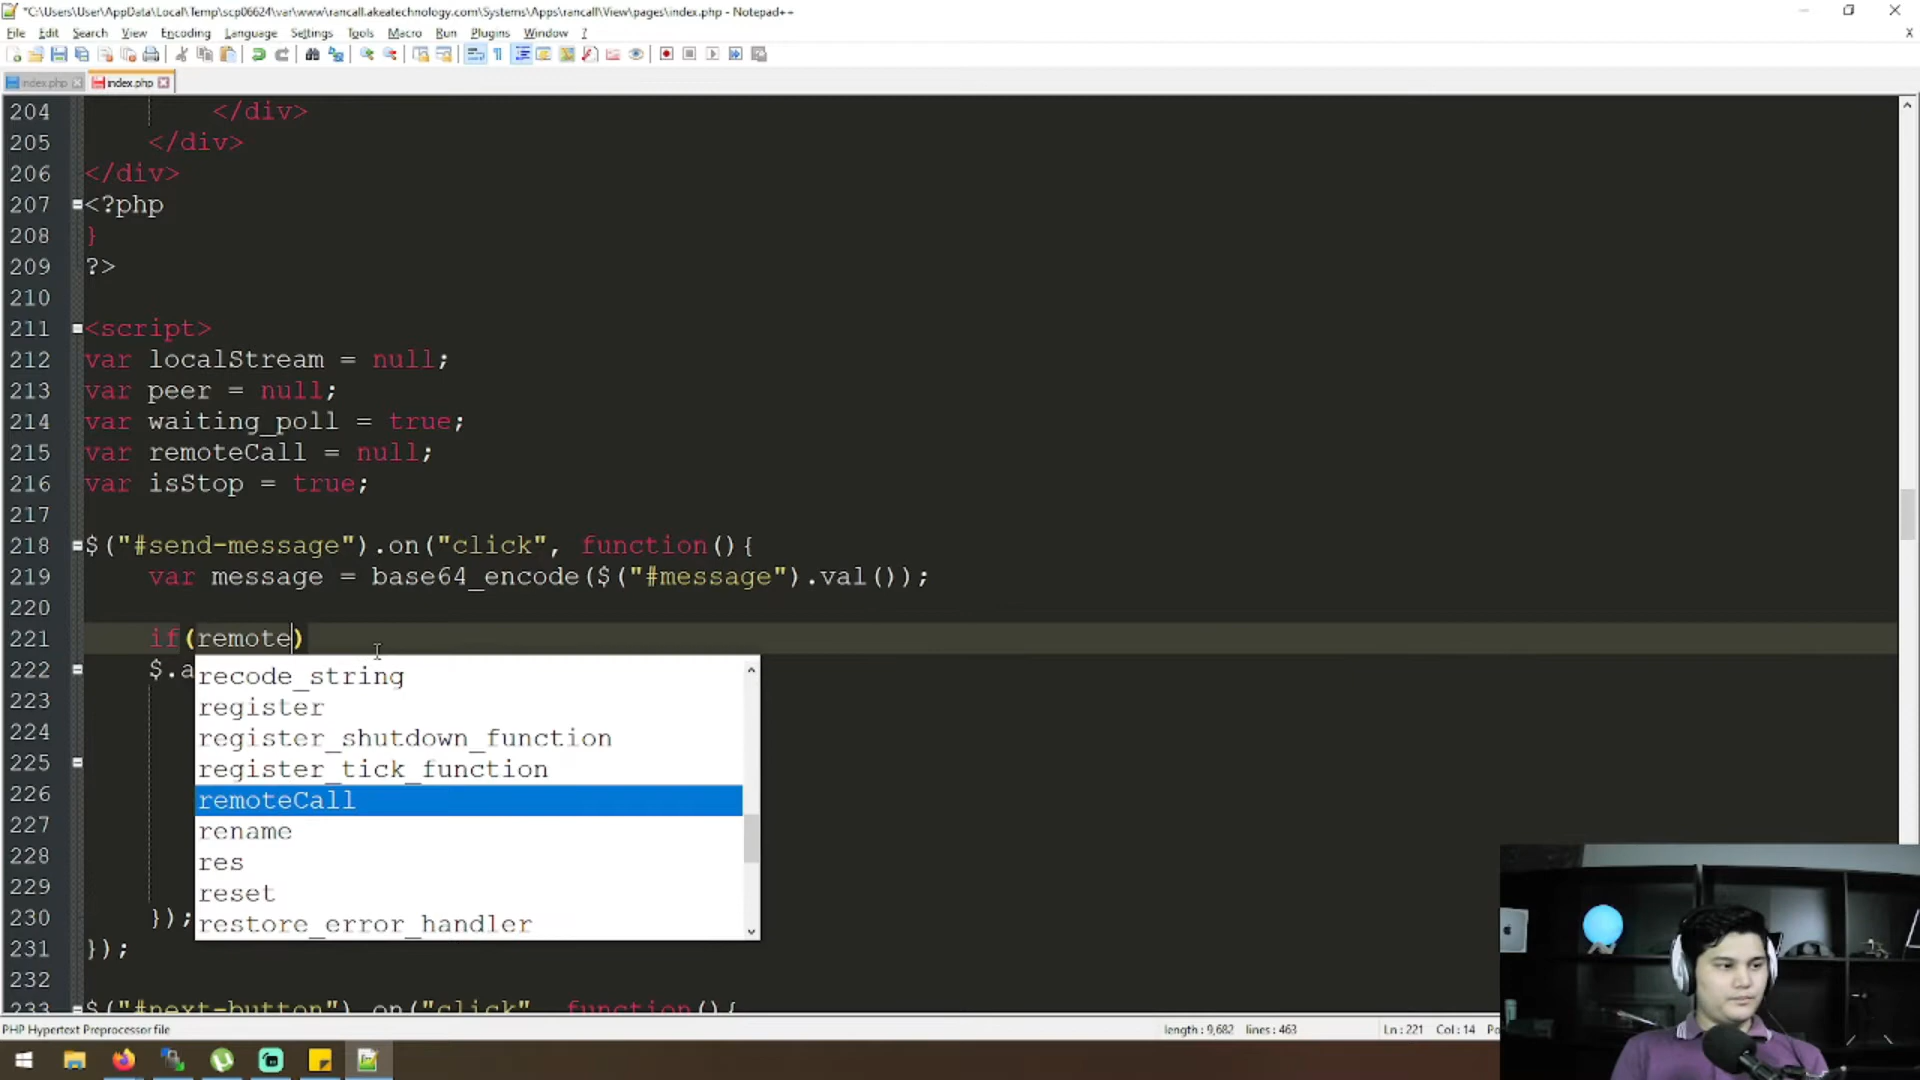 *C:\Users\User\AppData\Local\Temp\scp06624\var\www\rancall.akeatechnology.com\Systems\Apps\rancall\View\pages\index.php - Notepad++
File Edit Search View Encoding Language Settings Tools Macro Run Plugins Window ?
index.php index.php
204 </div>
205 </div>
206 </div>
207 <?php
208 }
209 ?>
210
211 <script>
212 var localStream = null;
213 var peer = null;
214 var waiting_poll = true;
215 var remoteCall = null;
216 var isStop = true;
217
218 $("#send-message").on("click", function(){
219 var message = base64_encode($("#message").val());
220
221 if(remote)
222 $.a
recode_string
223 register
224 register_shutdown_function
225 register_tick_function
226 remoteCall
227 rename
228 res
229 reset
230 });
restore_error_handler
231 });
232
233 $("#next-button").on("click", function(){
PHP Hypertext Preprocessor file length : 9,682 lines : 463 Ln : 221 Col : 14